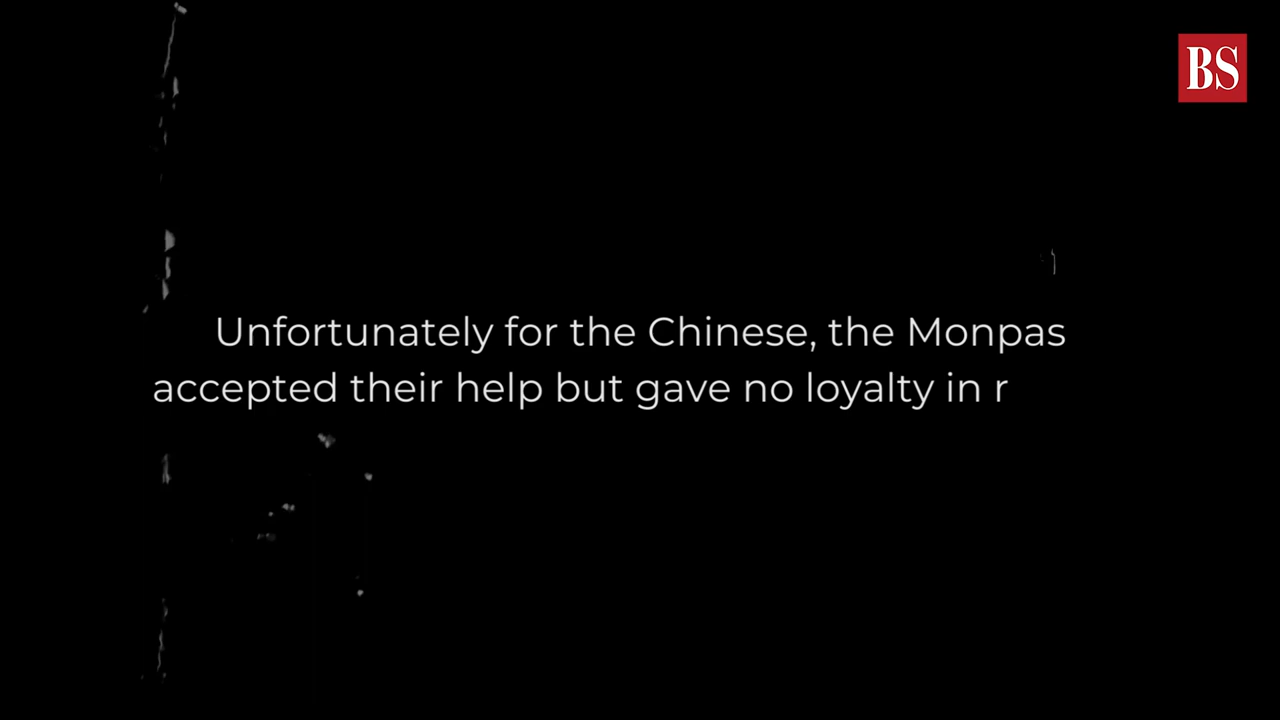 BS
Unfortunately for the Chinese, the Monpas
accepted their help but gave no loyalty in r